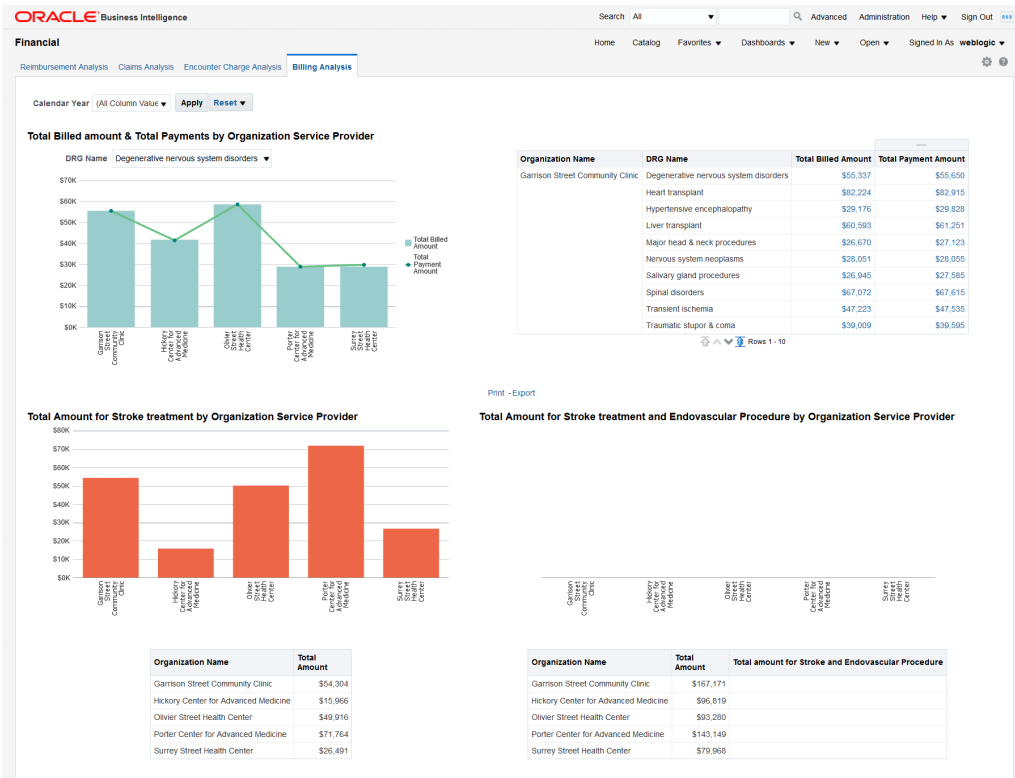 ORACLE Business Intelligence
Search All Advanced Administration Help Sign Out
Financial
Home Catalog Favorites Dashboards New Open Signed In As weblogic
Reimbursement Analysis Claims Analysis Encounter Charge Analysis Billing Analysis
Calendar Year (All Column Value Apply Reset
Total Billed amount & Total Payments by Organization Service Provider
DRG Name Degenerative nervous system disorders
$70K
$60K
$50K
$40K
$30K
$20K
$10K
$0K
Garrison Street Community Clinic
Hickory Center for Advanced Medicine
Olivier Street Health Center
Porter Center for Advanced Medicine
Surrey Street Health Center
Total Billed
Amount
Total
Payment
Amount
Organization Name DRG Name Total Billed Amount Total Payment Amount
Garrison Street Community Clinic Degenerative nervous system disorders $55,337 $55,650
Heart transplant $82,224 $82,915
Hypertensive encephalopathy $29,176 $29,828
Liver transplant $60,593 $61,251
Major head & neck procedures $26,670 $27,123
Nervous system neoplasms $28,051 $28,055
Salivary gland procedures $26,945 $27,585
Spinal disorders $67,072 $67,615
Transient ischemia $47,223 $47,535
Traumatic stupor & coma $39,009 $39,595
Rows 1 - 10
Print - Export
Total Amount for Stroke treatment by Organization Service Provider
$80K
$70K
$60K
$50K
$40K
$30K
$20K
$10K
$0K
Garrison Street Community Clinic
Hickory Center for Advanced Medicine
Olivier Street Health Center
Porter Center for Advanced Medicine
Surrey Street Health Center
Organization Name Total Amount
Garrison Street Community Clinic $54,304
Hickory Center for Advanced Medicine $15,966
Olivier Street Health Center $49,916
Porter Center for Advanced Medicine $71,764
Surrey Street Health Center $26,491
Total Amount for Stroke treatment and Endovascular Procedure by Organization Service Provider
Garrison Street Community Clinic
Hickory Center for Advanced Medicine
Olivier Street Health Center
Porter Center for Advanced Medicine
Surrey Street Health Center
Organization Name Total Amount Total amount for Stroke and Endovascular Procedure
Garrison Street Community Clinic $167,171
Hickory Center for Advanced Medicine $96,819
Olivier Street Health Center $93,280
Porter Center for Advanced Medicine $143,149
Surrey Street Health Center $79,968